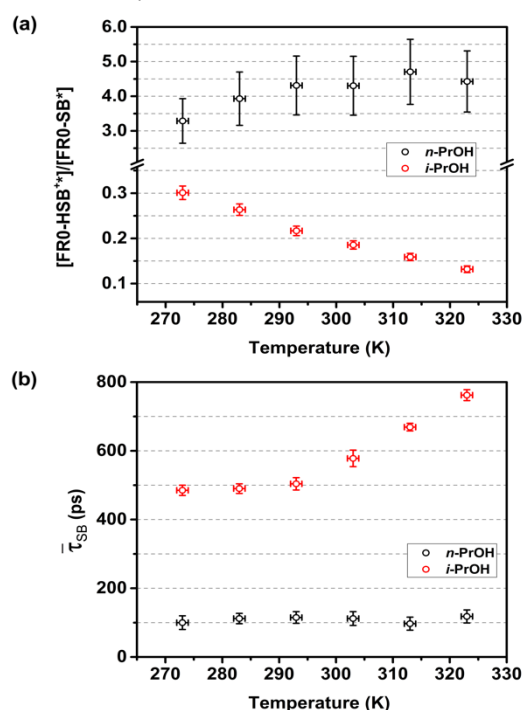 (a)
[FR0-HSB⁺*]/[FR0-SB*]
6.0
5.0
4.0
3.0
0.3
0.2
0.1
n-PrOH
i-PrOH
270 280 290 300 310 320 330
Temperature (K)
(b)
τ̅SB (ps)
800
600
400
200
0
n-PrOH
i-PrOH
270 280 290 300 310 320 330
Temperature (K)